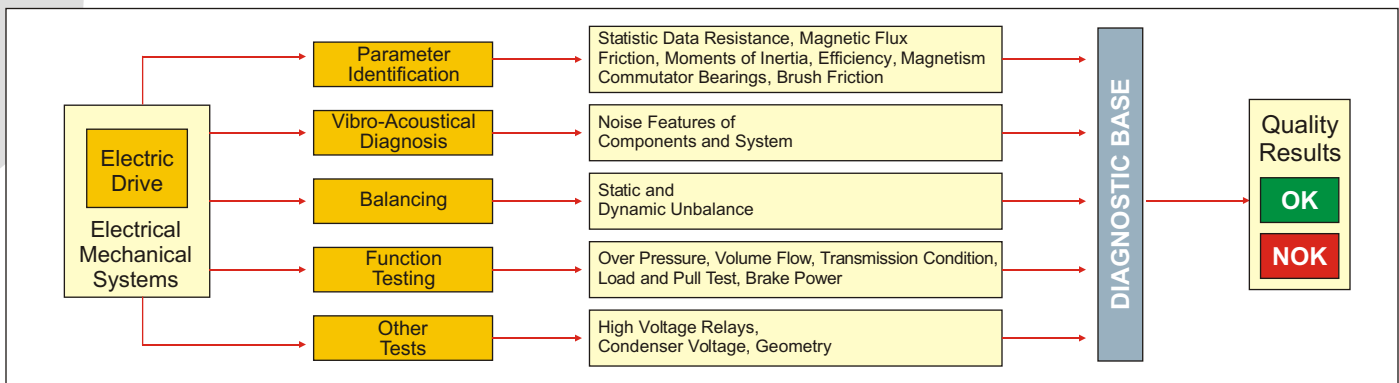 Electric
Drive
Electrical
Mechanical
Systems
Parameter
Identification
Statistic Data Resistance, Magnetic Flux
Friction, Moments of Inertia, Efficiency, Magnetism
Commutator Bearings, Brush Friction
Vibro-Acoustical
Diagnosis
Noise Features of
Components and System
Balancing
Static and
Dynamic Unbalance
Function
Testing
Over Pressure, Volume Flow, Transmission Condition,
Load and Pull Test, Brake Power
Other
Tests
High Voltage Relays,
Condenser Voltage, Geometry
DIAGNOSTIC BASE
Quality
Results
OK
NOK